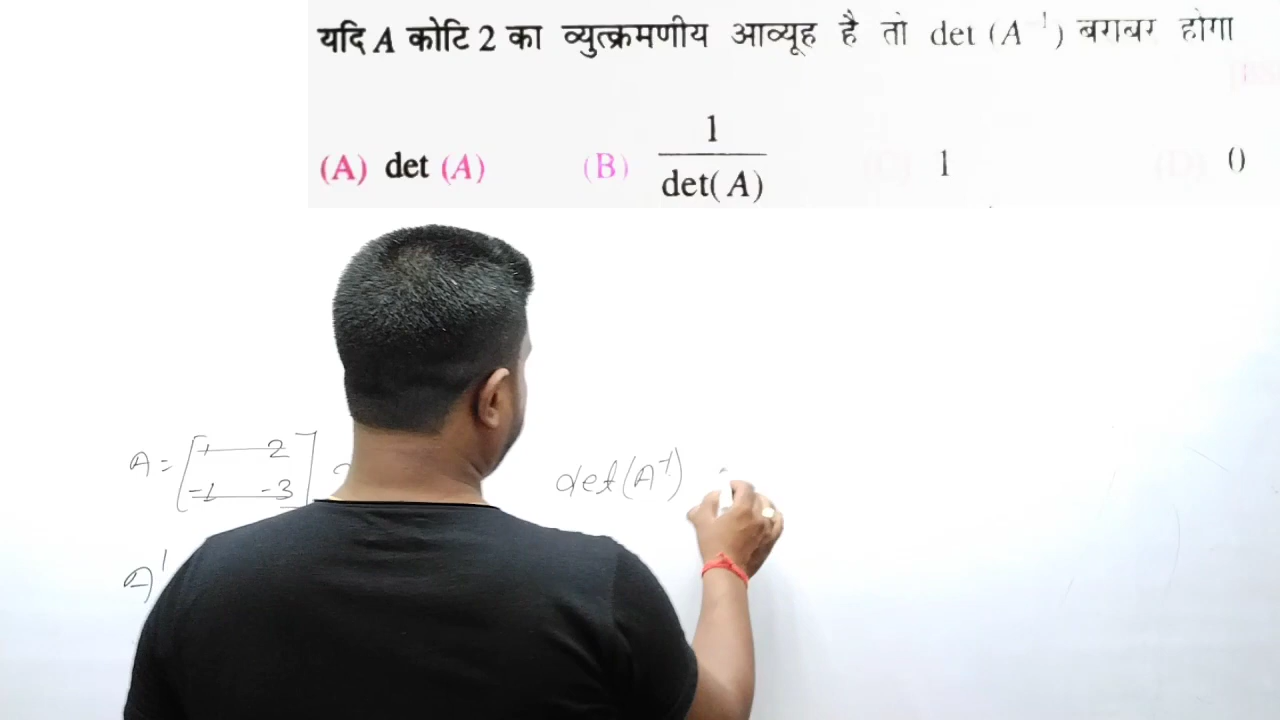 यदि A कोटि 2 का व्युत्क्रमणीय आव्यूह है तो det (A⁻¹) बराबर होगा
(A) det (A) (B) 1/det(A) (C) 1 (D) 0
A = [1 2
-1 -3]
det(A⁻¹)